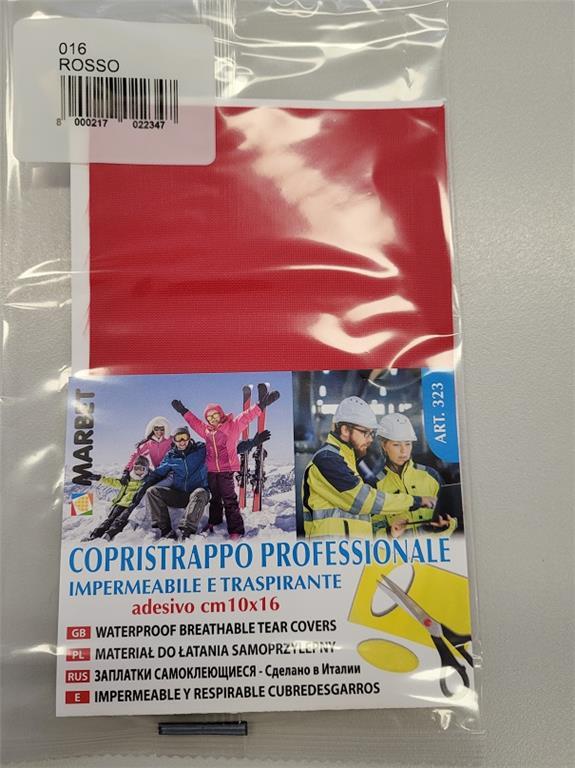 016
ROSSO
8 000217 022347
MARBET
ART. 323
COPRISTRAPPO PROFESSIONALE
IMPERMEABILE E TRASPIRANTE
adesivo cm10x16
GB WATERPROOF BREATHABLE TEAR COVERS
PL MATERIAŁ DO ŁATANIA SAMOPRZYLEPNY
RUS ЗАПЛАТКИ САМОКЛЕЮЩИЕСЯ - Сделано в Италии
E IMPERMEABLE Y RESPIRABLE CUBREDESGARROS